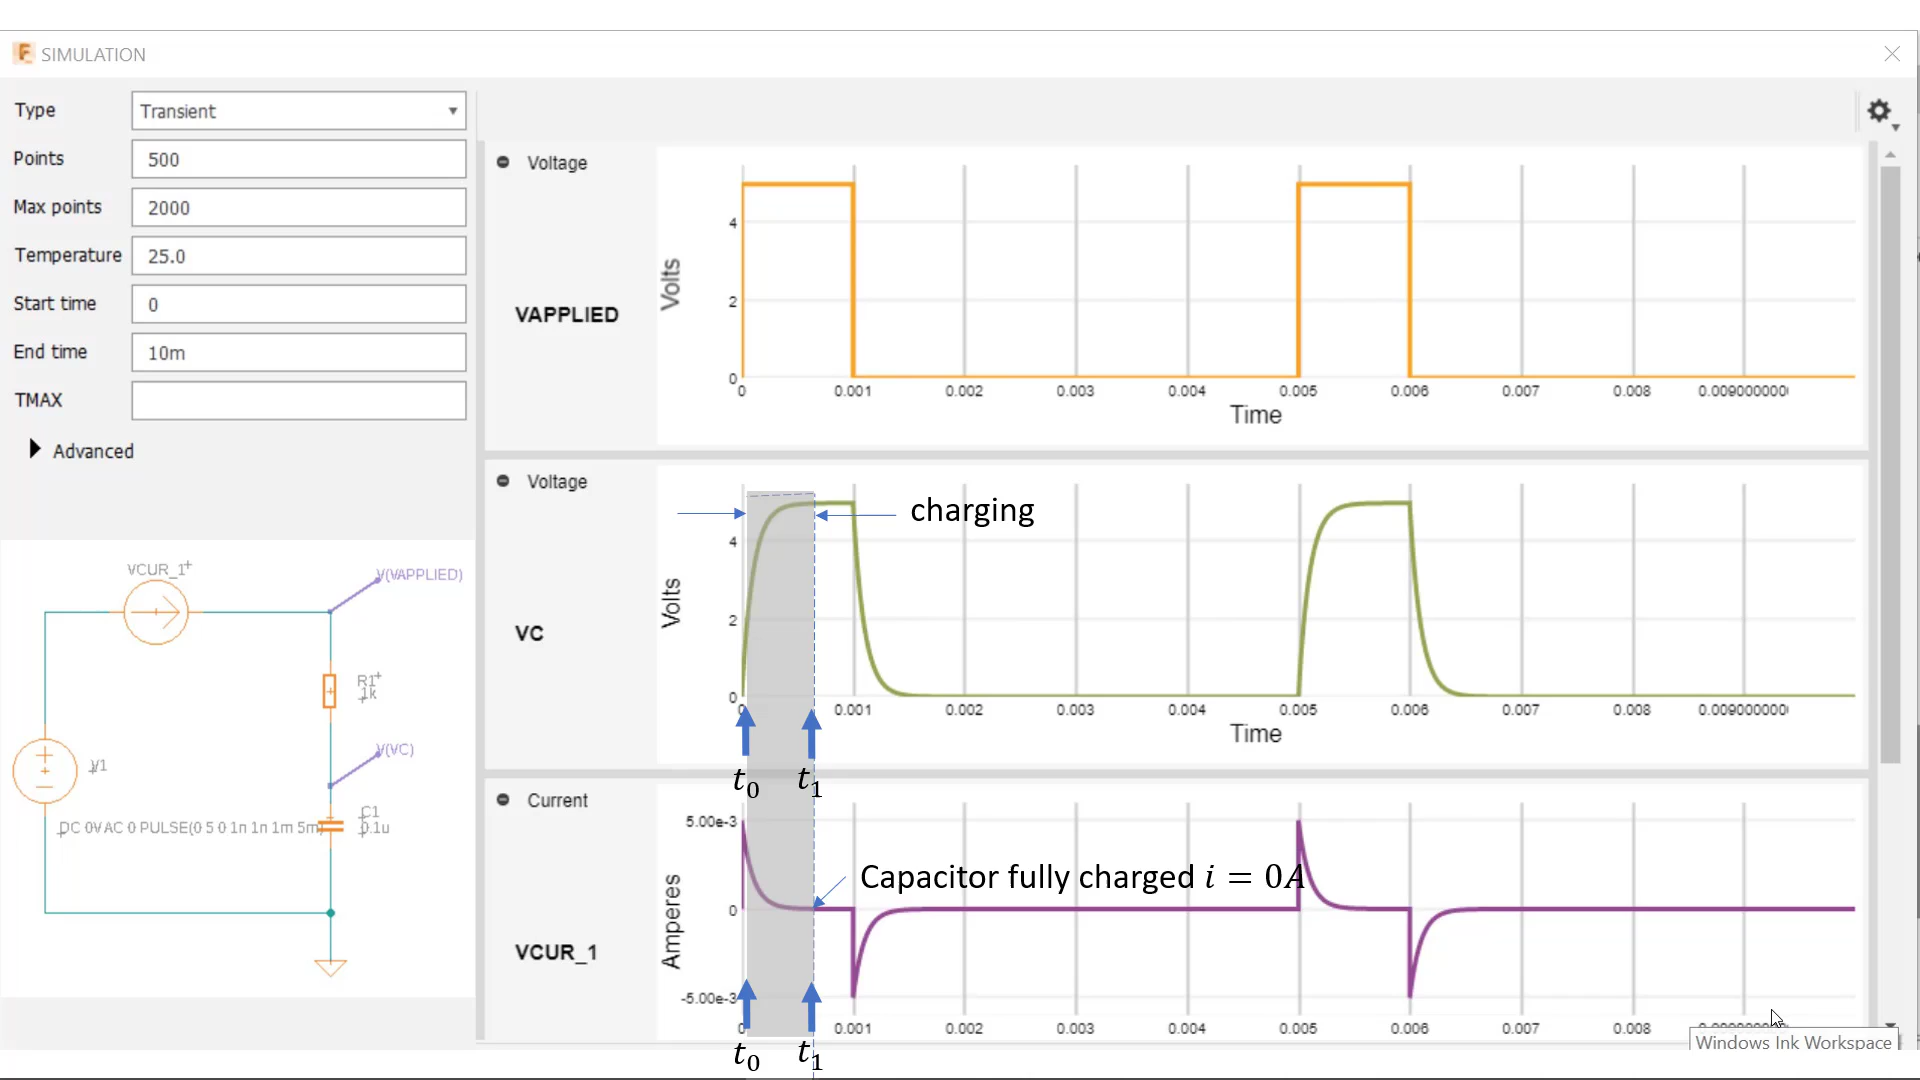 SIMULATION
Type
Transient
Points
500
Max points
2000
Temperature
25.0
Start time
0
End time
10m
TMAX
Advanced
VCUR_1
V(VAPPLIED)
R1
1k
V1
V(VC)
DC 0V AC 0 PULSE(0 5 0 1n 1n 1m 5m)
C1
0.1u
Voltage
VAPPLIED
Volts
4
2
0
0 0.001 0.002 0.003 0.004 0.005 0.006 0.007 0.008 0.009000000
Time
Voltage
VC
Volts
charging
4
2
0
0.001 0.002 0.003 0.004 0.005 0.006 0.007 0.008 0.009000000
Time
t0 t1
Current
VCUR_1
Amperes
5.00e-3
Capacitor fully charged i = 0A
0
-5.00e-3
0 0.001 0.002 0.003 0.004 0.005 0.006 0.007 0.008
t0 t1
Windows Ink Workspace